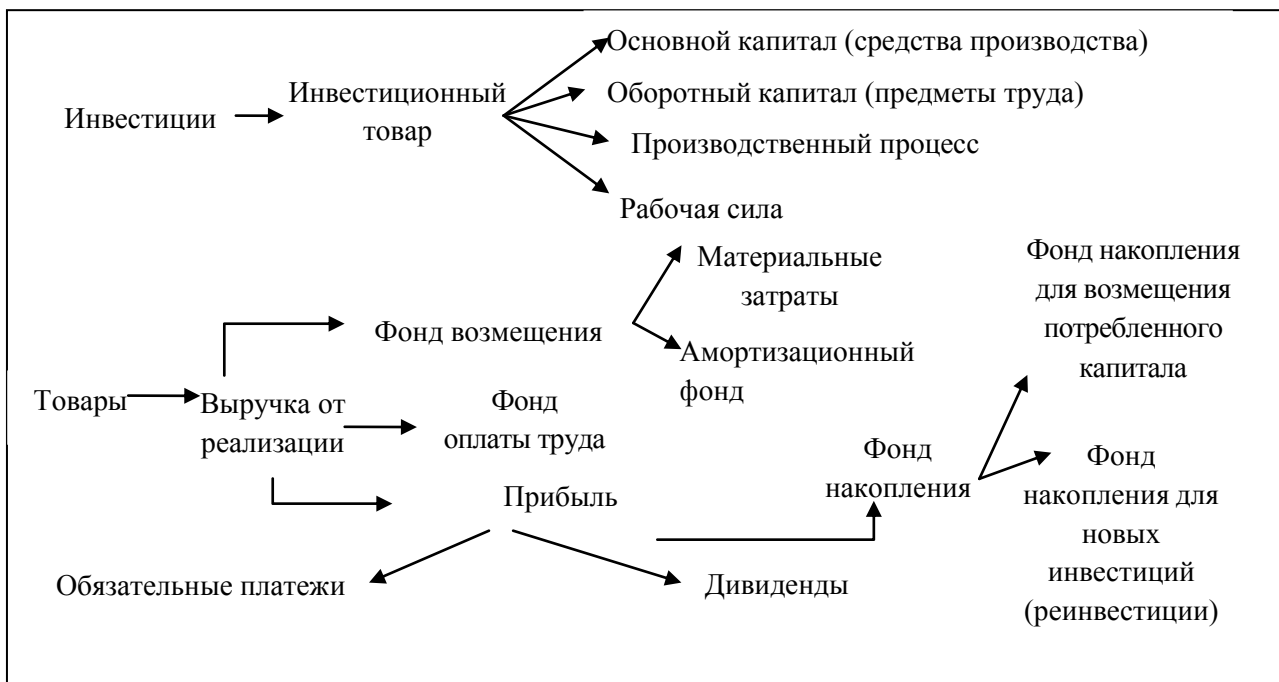 Основной капитал (средства производства)
Инвестиции
Инвестиционный
товар
Оборотный капитал (предметы труда)
Производственный процесс
Рабочая сила
Материальные
затраты
Фонд накопления
для возмещения
потребленного
капитала
Фонд возмещения
Амортизационный
фонд
Товары
Выручка от
реализации
Фонд
оплаты труда
Фонд
накопления
Фонд
накопления для
новых
инвестиций
(реинвестиции)
Прибыль
Обязательные платежи
Дивиденды